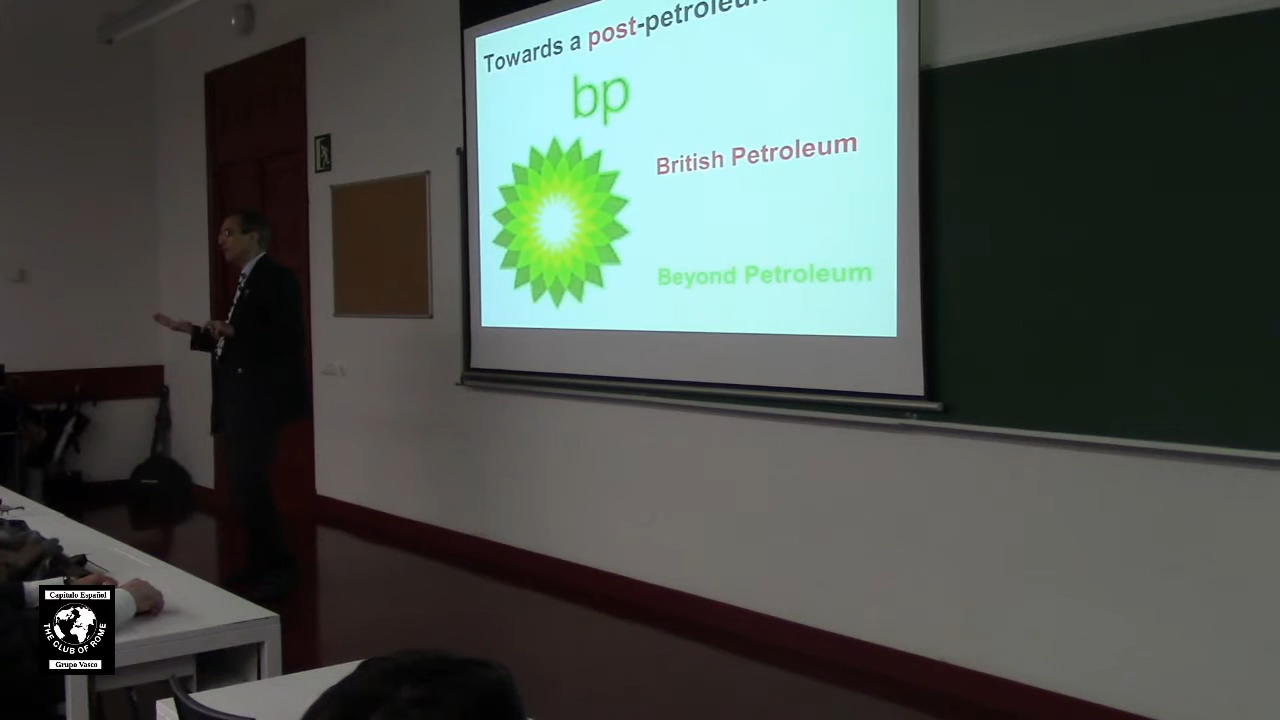 Towards a post-petroleum
bp
British Petroleum
Beyond Petroleum
Capítulo Español
THE CLUB OF ROME
Grupo Vasco